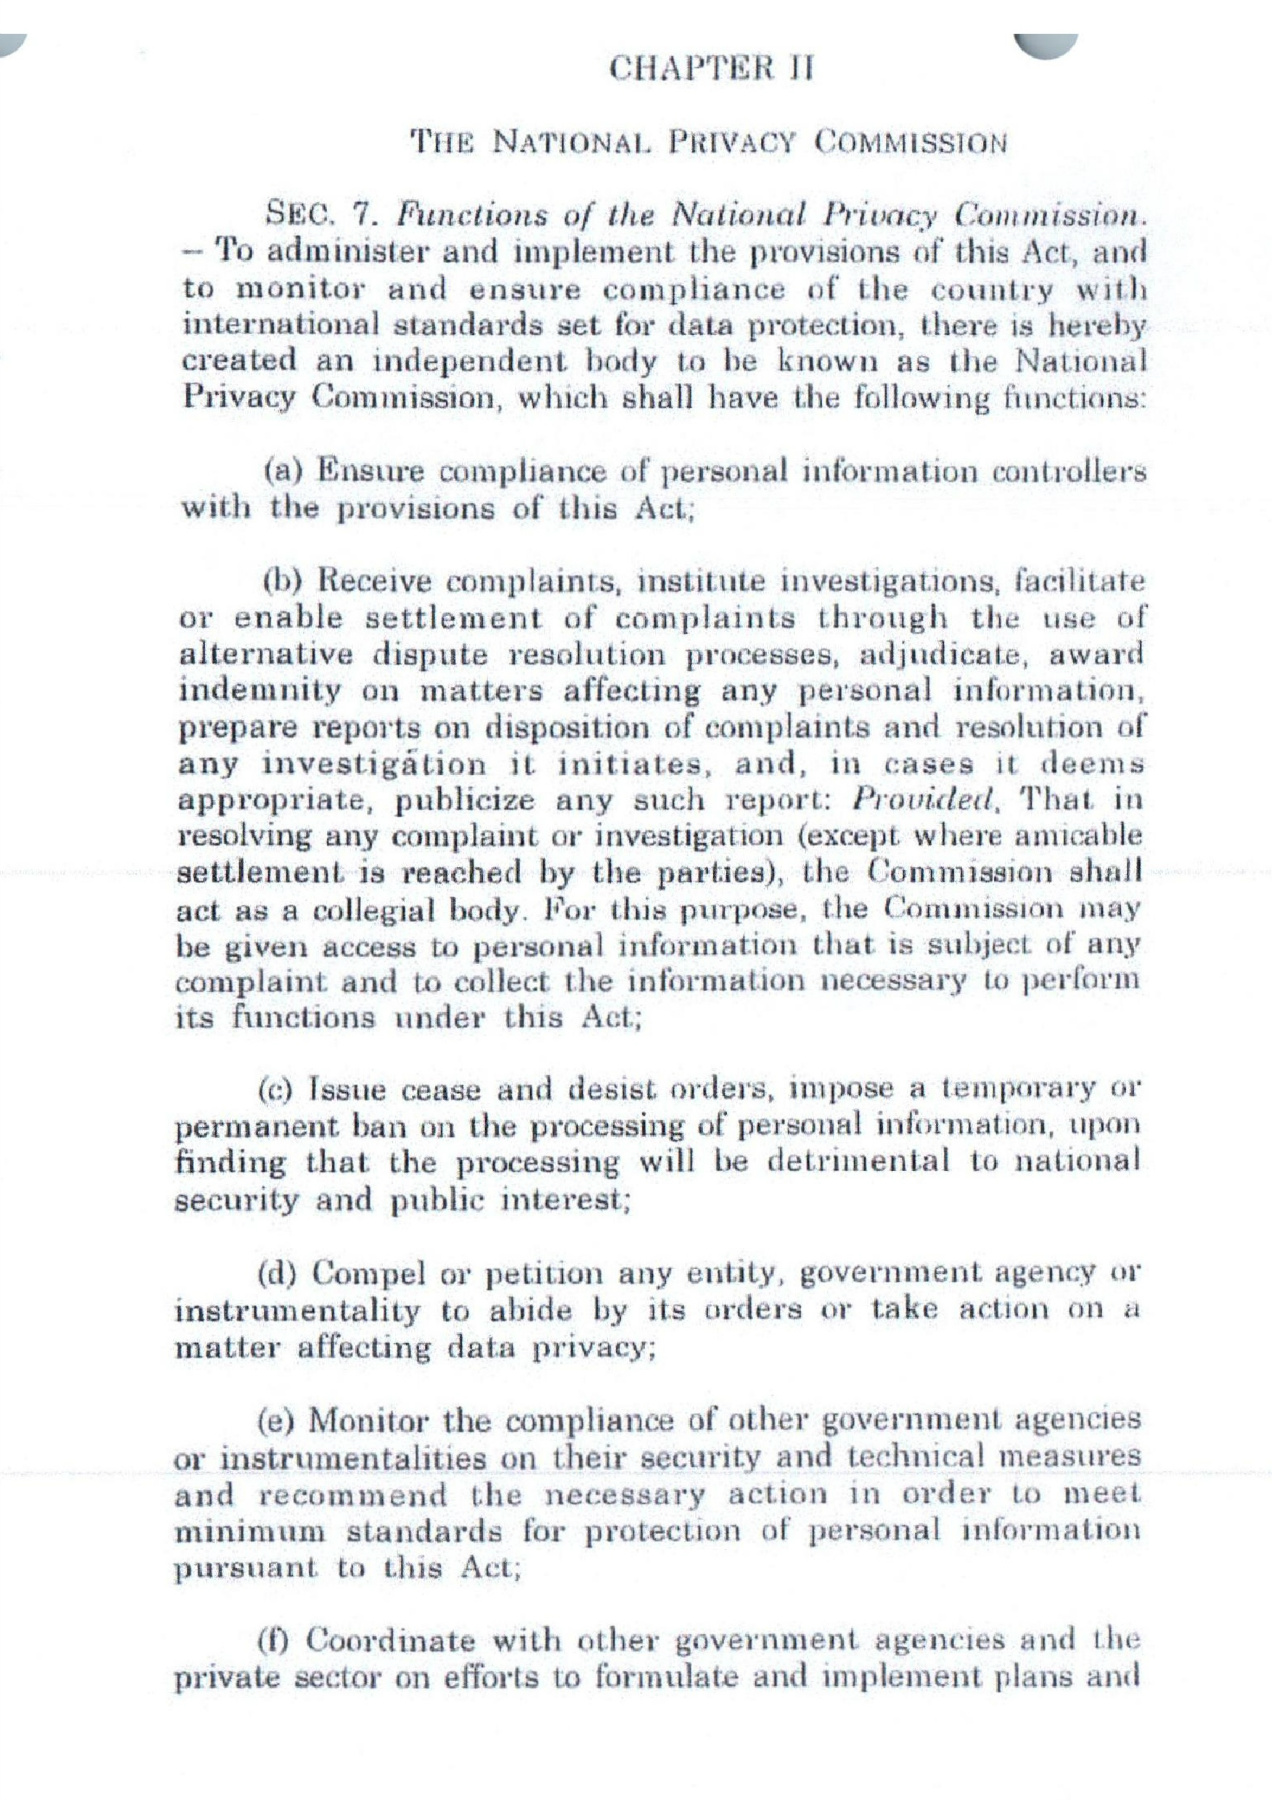 CHAPTER II
THE NATIONAL PRIVACY COMMISSION
SEC. 7. Functions of the National Privacy Commission.
– To administer and implement the provisions of this Act, and
to monitor and ensure compliance of the country with
international standards set for data protection, there is hereby
created an independent body to be known as the National
Privacy Commission, which shall have the following functions:
(a) Ensure compliance of personal information controllers
with the provisions of this Act;
(b) Receive complaints, institute investigations, facilitate
or enable settlement of complaints through the use of
alternative dispute resolution processes, adjudicate, award
indemnity on matters affecting any personal information,
prepare reports on disposition of complaints and resolution of
any investigation it initiates, and, in cases it deems
appropriate, publicize any such report: Provided, That in
resolving any complaint or investigation (except where amicable
settlement is reached by the parties), the Commission shall
act as a collegial body. For this purpose, the Commission may
be given access to personal information that is subject of any
complaint and to collect the information necessary to perform
its functions under this Act;
(c) Issue cease and desist orders, impose a temporary or
permanent ban on the processing of personal information, upon
finding that the processing will be detrimental to national
security and public interest;
(d) Compel or petition any entity, government agency or
instrumentality to abide by its orders or take action on a
matter affecting data privacy;
(e) Monitor the compliance of other government agencies
or instrumentalities on their security and technical measures
and recommend the necessary action in order to meet
minimum standards for protection of personal information
pursuant to this Act;
(f) Coordinate with other government agencies and the
private sector on efforts to formulate and implement plans and